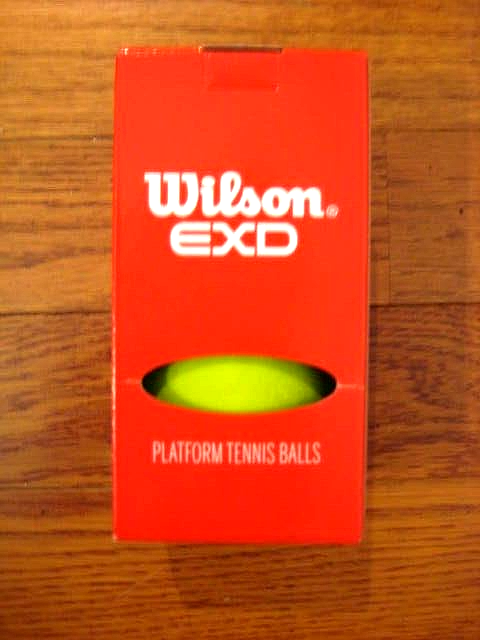 Wilson®
EXD
PLATFORM TENNIS BALLS